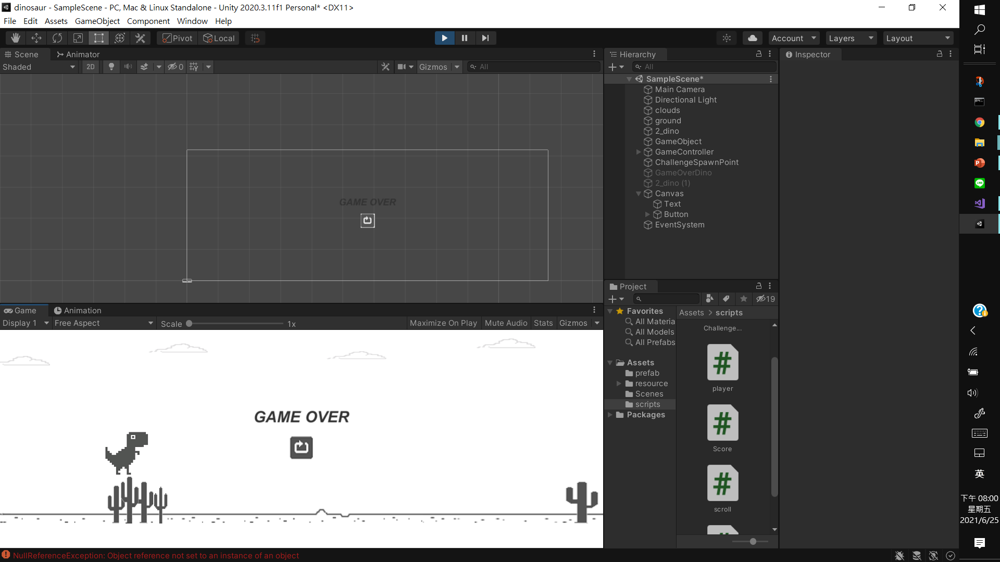 dinosaur - SampleScene - PC, Mac & Linux Standalone - Unity 2020.3.11f1 Personal* <DX11>
File Edit Assets GameObject Component Window Help
Pivot Local
Account Layers Layout
Scene Animator
Shaded 2D 0 Gizmos All
GAME OVER
Hierarchy
All
SampleScene*
Main Camera
Directional Light
clouds
ground
2_dino
GameObject
GameController
ChallengeSpawnPoint
GameOverDino
2_dino (1)
Canvas
Text
Button
EventSystem
Inspector
Game Animation
Display 1 Free Aspect Scale 1x Maximize On Play Mute Audio Stats Gizmos
GAME OVER
Project
19
Favorites
All Materia
All Models
All Prefabs
Assets
prefab
resource
Scenes
scripts
Packages
Assets > scripts
Challenge...
#
player
#
Score
#
scroll
NullReferenceException: Object reference not set to an instance of an object
英
下午 08:00
星期五
2021/6/25